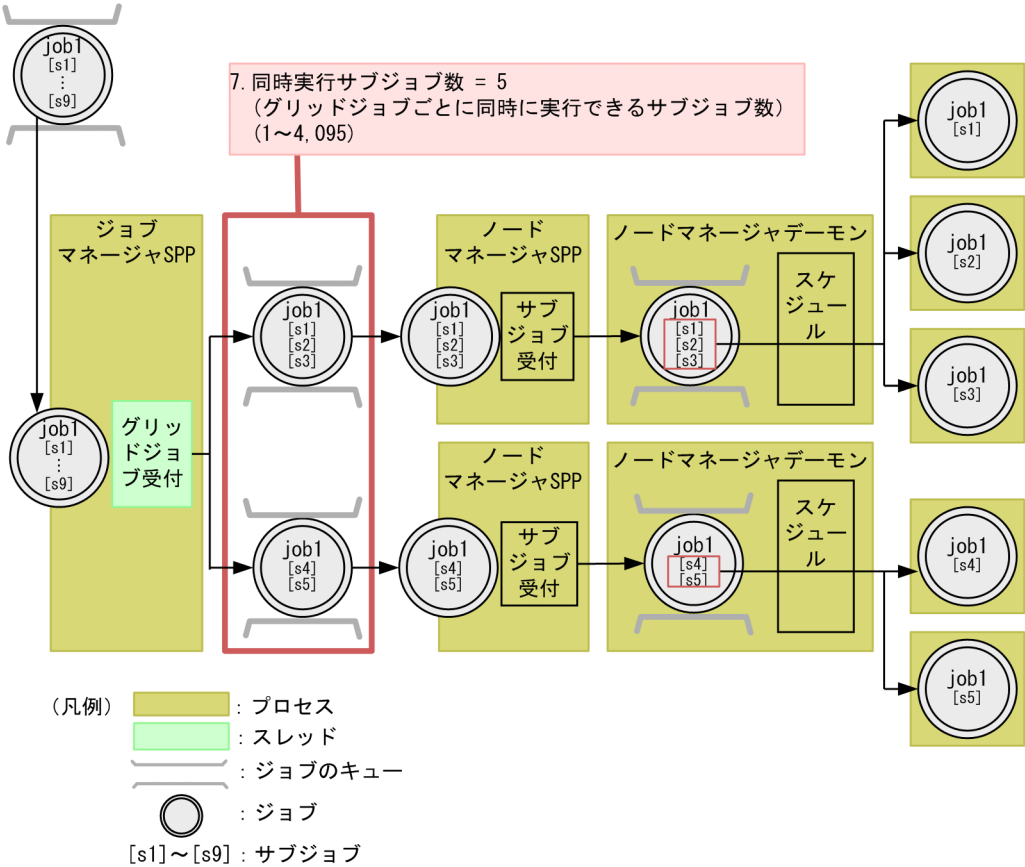 job1
[s1]
:
[s9]
7. 同時実行サブジョブ数 = 5
(グリッドジョブごとに同時に実行できるサブジョブ数)
(1～4,095)
ジョブ
マネージャSPP
job1
[s1]
:
[s9]
グリッ
ドジョ
ブ受付
job1
[s1]
[s2]
[s3]
job1
[s4]
[s5]
ノード
マネージャSPP
job1
[s1]
[s2]
[s3]
サブ
ジョブ
受付
ノードマネージャデーモン
job1
[s1]
[s2]
[s3]
スケ
ジュー
ル
job1
[s1]
job1
[s2]
job1
[s3]
ノード
マネージャSPP
job1
[s4]
[s5]
サブ
ジョブ
受付
ノードマネージャデーモン
job1
[s4]
[s5]
スケ
ジュー
ル
job1
[s4]
job1
[s5]
(凡例)
: プロセス
: スレッド
: ジョブのキュー
: ジョブ
[s1]～[s9] : サブジョブ